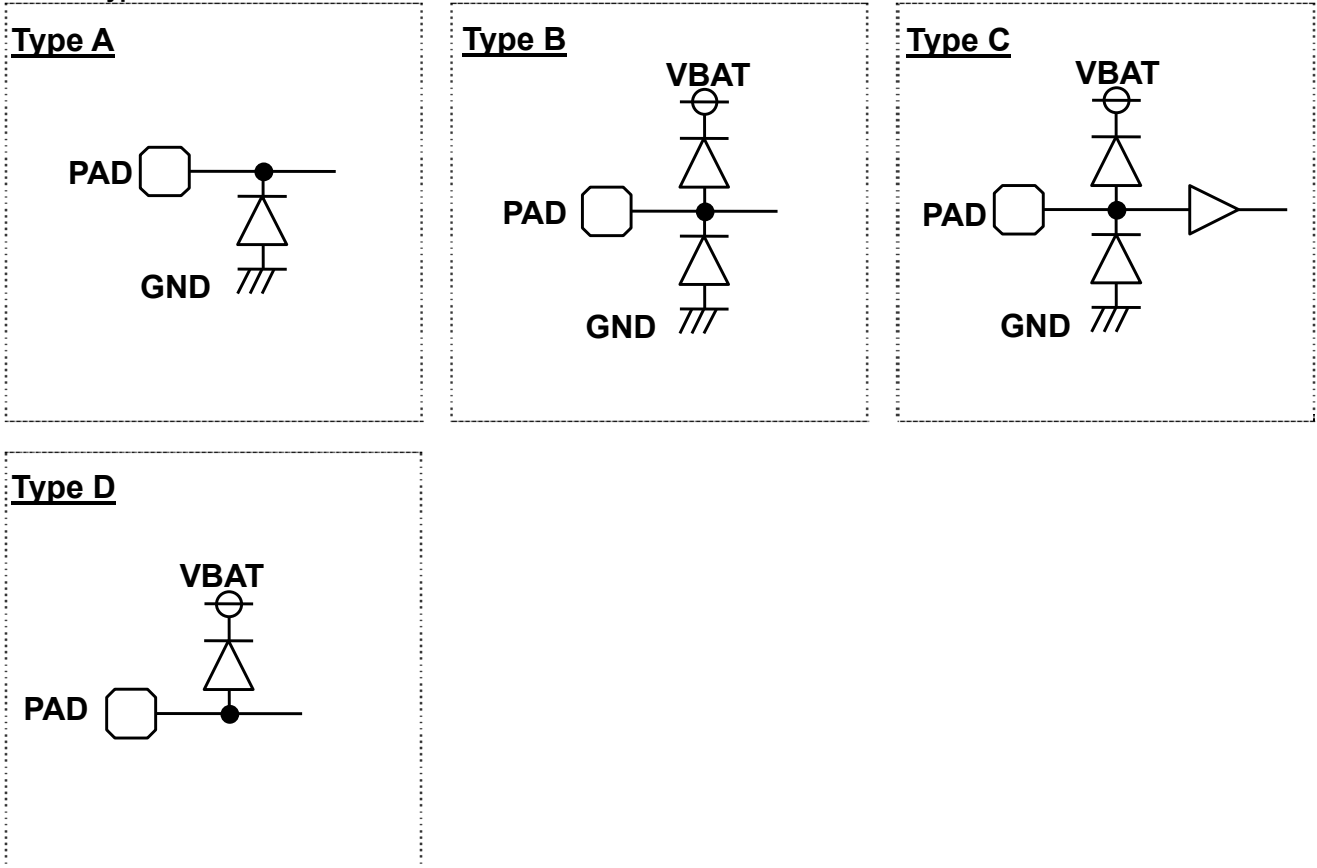 Type A
PAD
GND
Type B
VBAT
PAD
GND
Type C
VBAT
PAD
GND
Type D
VBAT
PAD